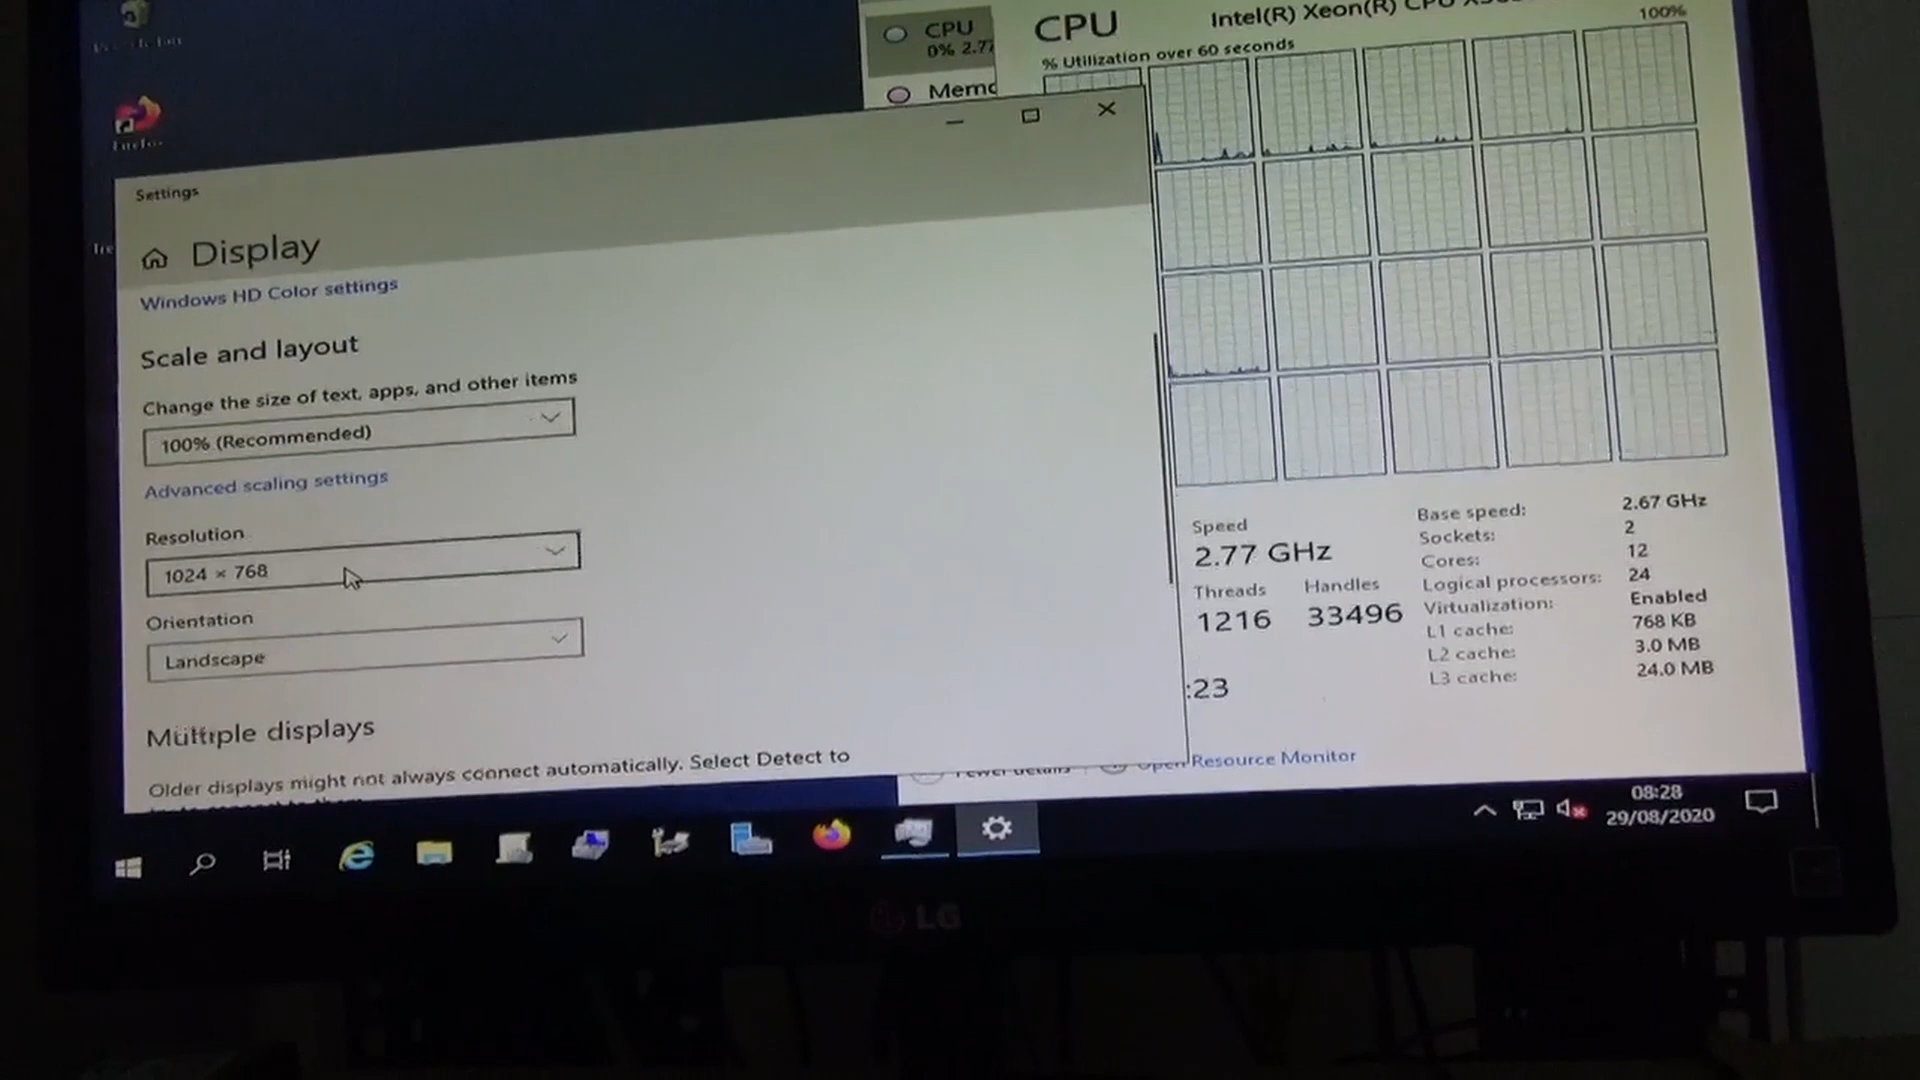 CPU
0% 2.77
Memo
CPU
Intel(R) Xeon(R) CPU
100%
% Utilization over 60 seconds
Settings
Display
Windows HD Color settings
Scale and layout
Change the size of text, apps, and other items
100% (Recommended)
Advanced scaling settings
Resolution
1024 × 768
Orientation
Landscape
Multiple displays
Older displays might not always connect automatically. Select Detect to
Speed
2.77 GHz
Threads
Handles
1216
33496
:23
Base speed:
2.67 GHz
Sockets:
2
Cores:
12
Logical processors:
24
Virtualization:
Enabled
L1 cache:
768 KB
L2 cache:
3.0 MB
L3 cache:
24.0 MB
Fewer details
Open Resource Monitor
08:28
29/08/2020
LG